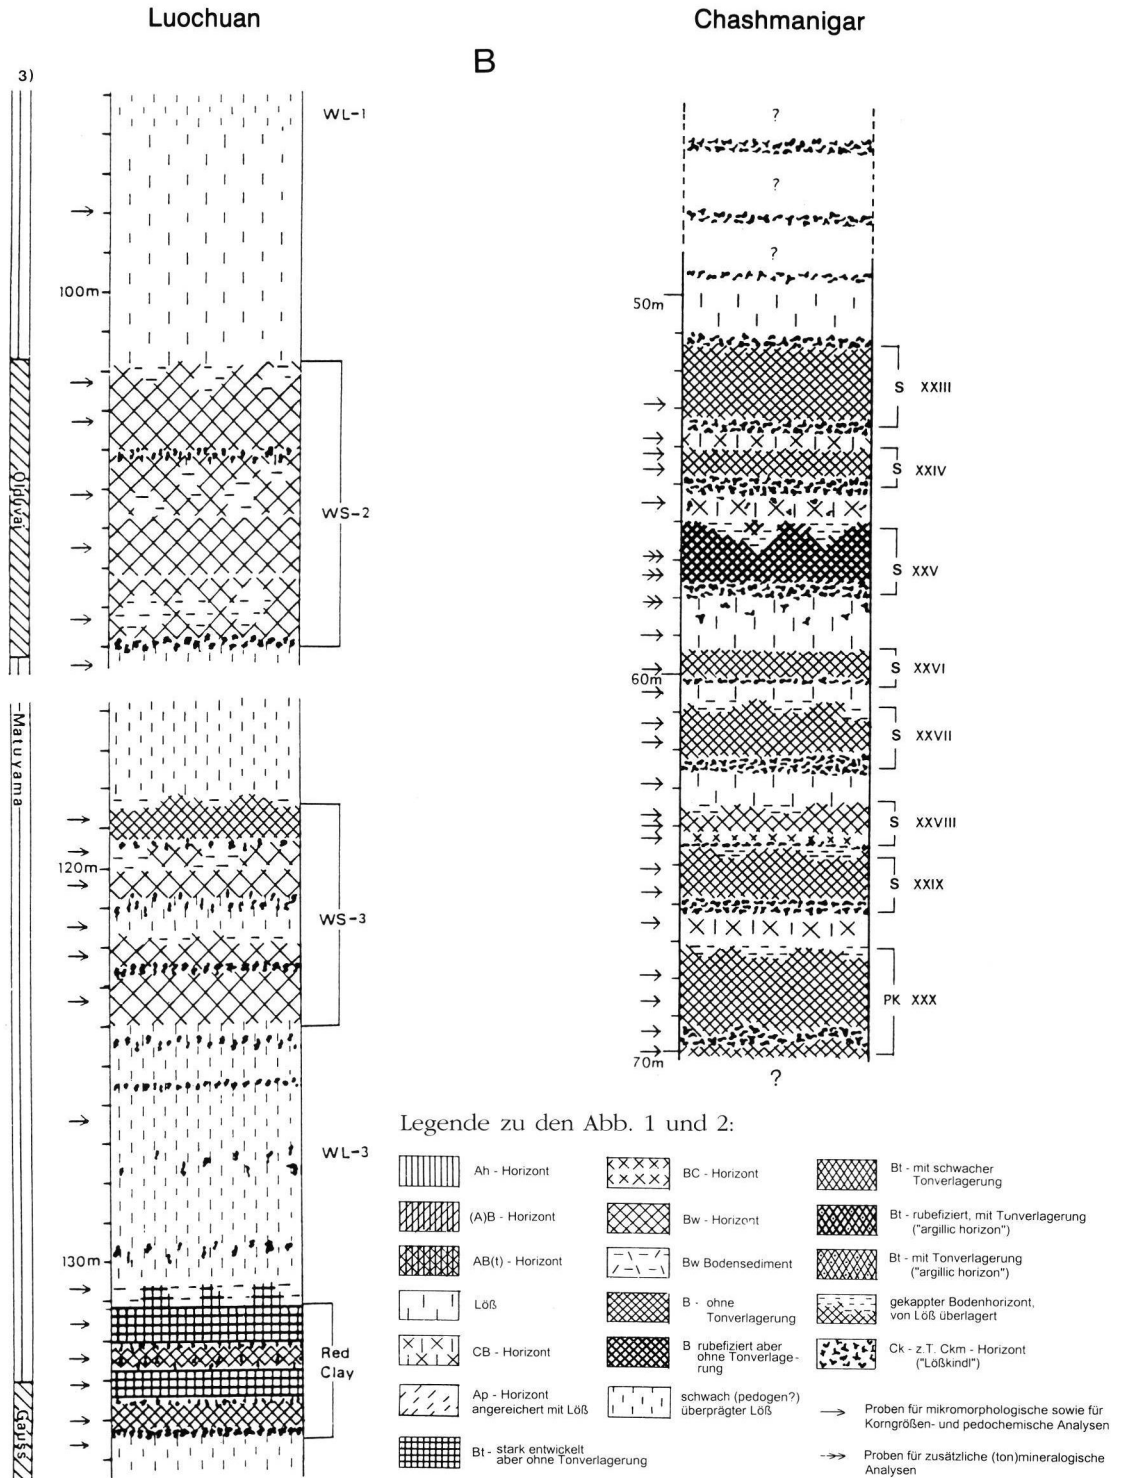 Luochuan
Chashmanigar
B
3)
WL-1
100m
WS-2
Olduvai
Matuyama
120m
WS-3
WL-3
130m
Red
Clay
Gauss
?
?
?
50m
S XXIII
S XXIV
S XXV
S XXVI
60m
S XXVII
S XXVIII
S XXIX
PK XXX
70m
?
Legende zu den Abb. 1 und 2:
Ah - Horizont
(A)B - Horizont
AB(t) - Horizont
Löß
CB - Horizont
Ap - Horizont
angereichert mit Löß
Bt - stark entwickelt
aber ohne Tonverlagerung
BC - Horizont
Bw - Horizont
Bw Bodensediment
B - ohne
Tonverlagerung
B rubefiziert aber
ohne Tonverlage-
rung
schwach (pedogen?)
überprägter Löß
Bt - mit schwacher
Tonverlagerung
Bt - rubefiziert, mit Tonverlagerung
("argillic horizon")
Bt - mit Tonverlagerung
("argillic horizon")
gekappter Bodenhorizont,
von Löß überlagert
Ck - z.T. Ckm - Horizont
("Lößkindl")
Proben für mikromorphologische sowie für
Korngrößen- und pedochemische Analysen
Proben für zusätzliche (ton)mineralogische
Analysen